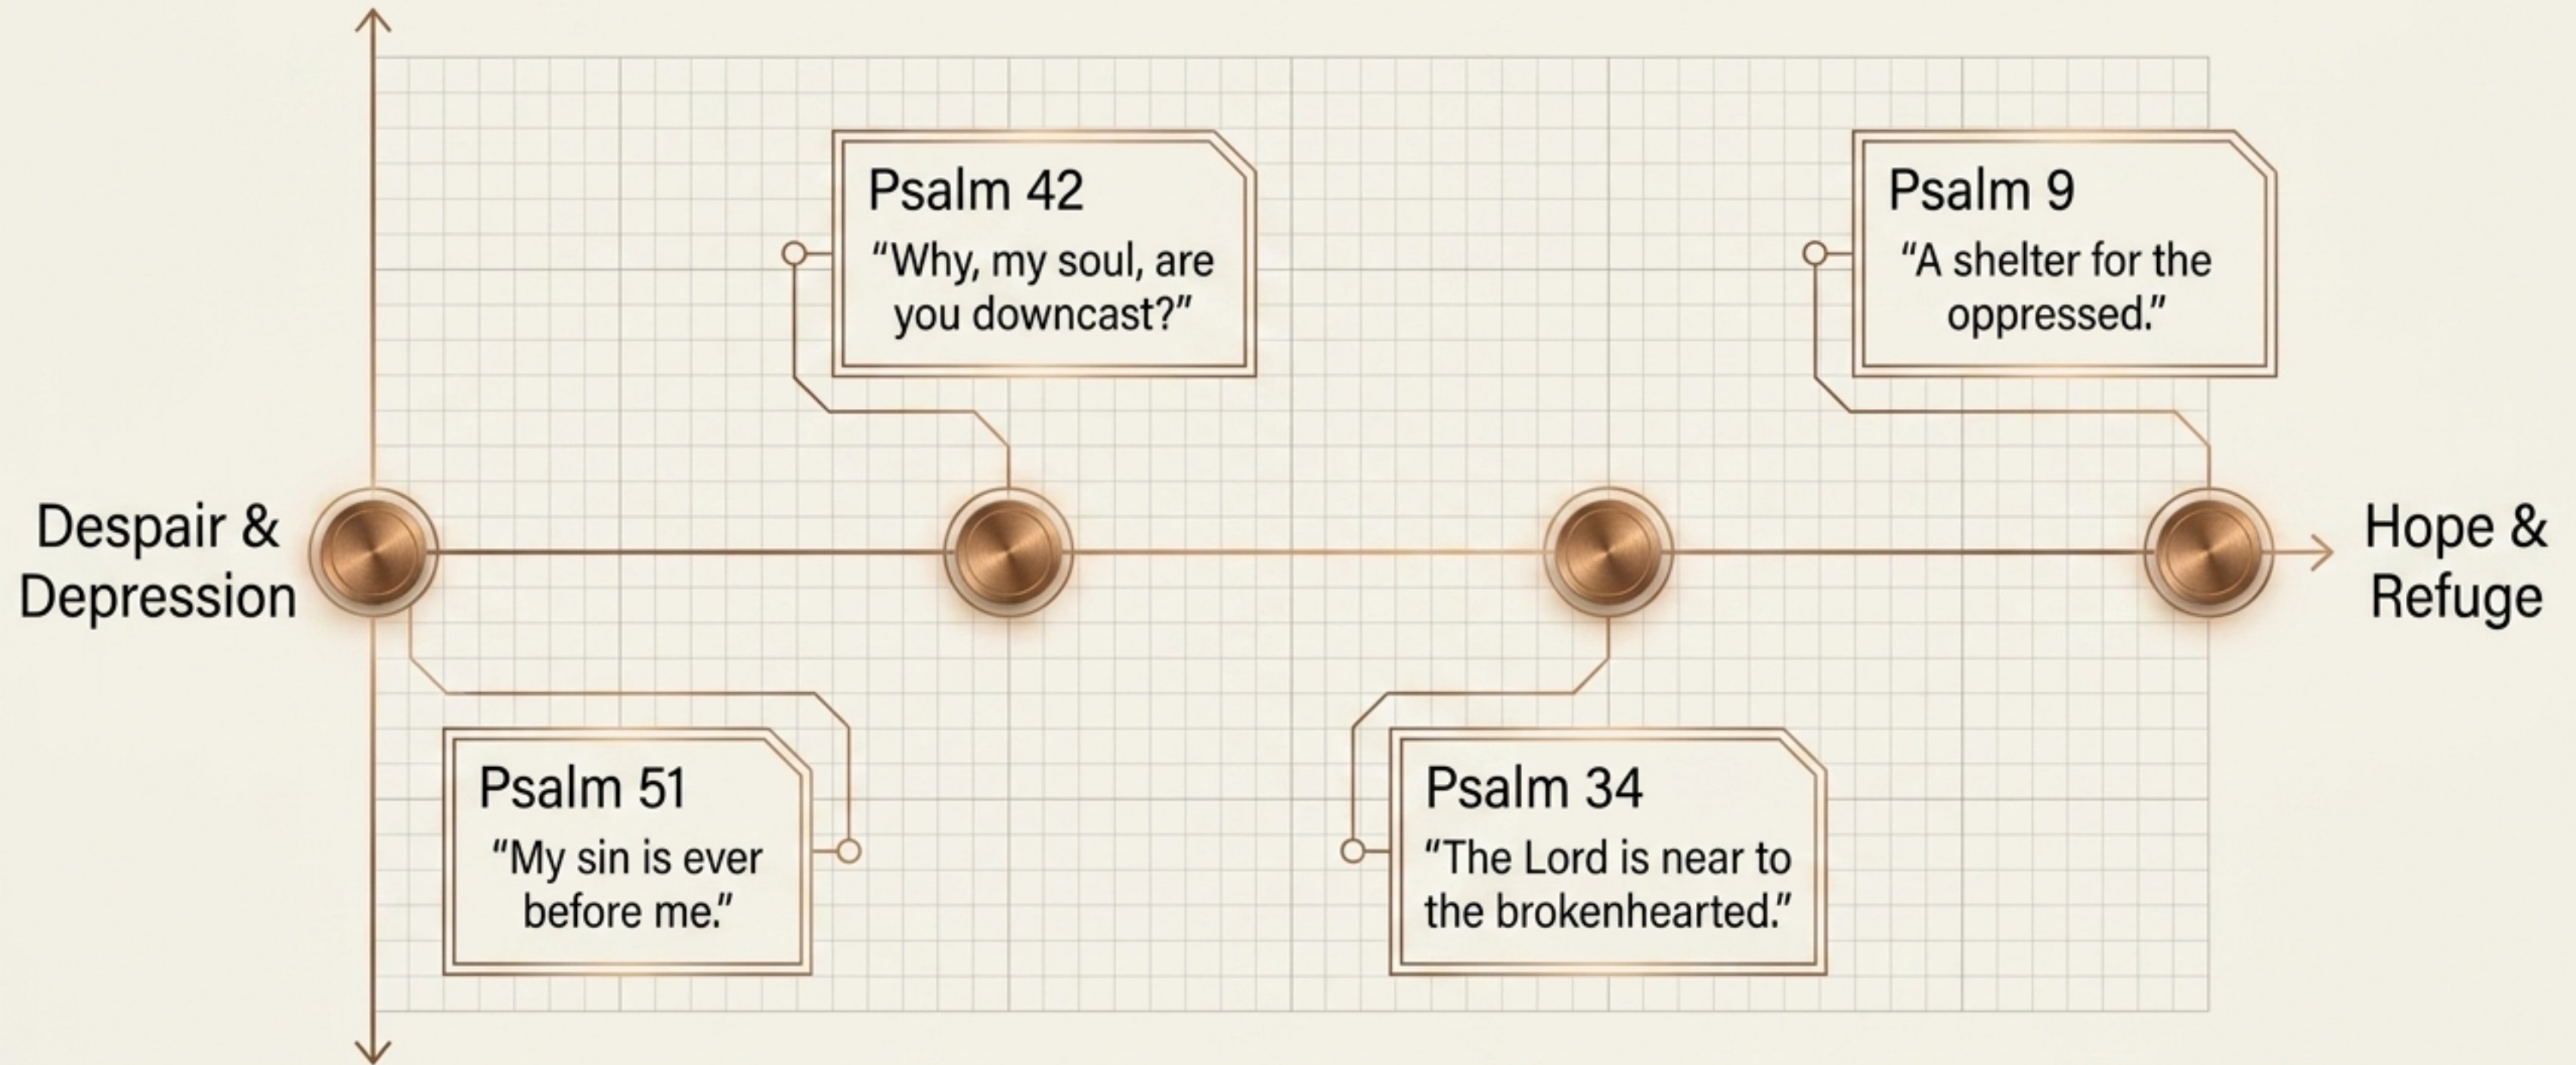 Despair &
Depression
Psalm 51
“My sin is ever
before me.”
Psalm 42
“Why, my soul, are
you downcast?”
Psalm 34
“The Lord is near to
the brokenhearted.”
Psalm 9
“A shelter for the
oppressed.”
Hope &
Refuge